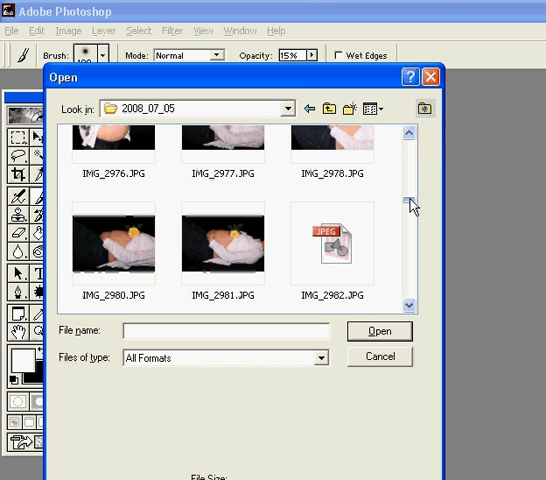 Adobe Photoshop
File Edit Image Layer Select Filter View Window Help
Brush: 100 Mode: Normal Opacity: 15% Wet Edges
Open
Look in: 2008_07_05
IMG_2976.JPG IMG_2977.JPG IMG_2978.JPG
JPEG
IMG_2980.JPG IMG_2981.JPG IMG_2982.JPG
File name: Open
Files of type: All Formats Cancel
File Size: